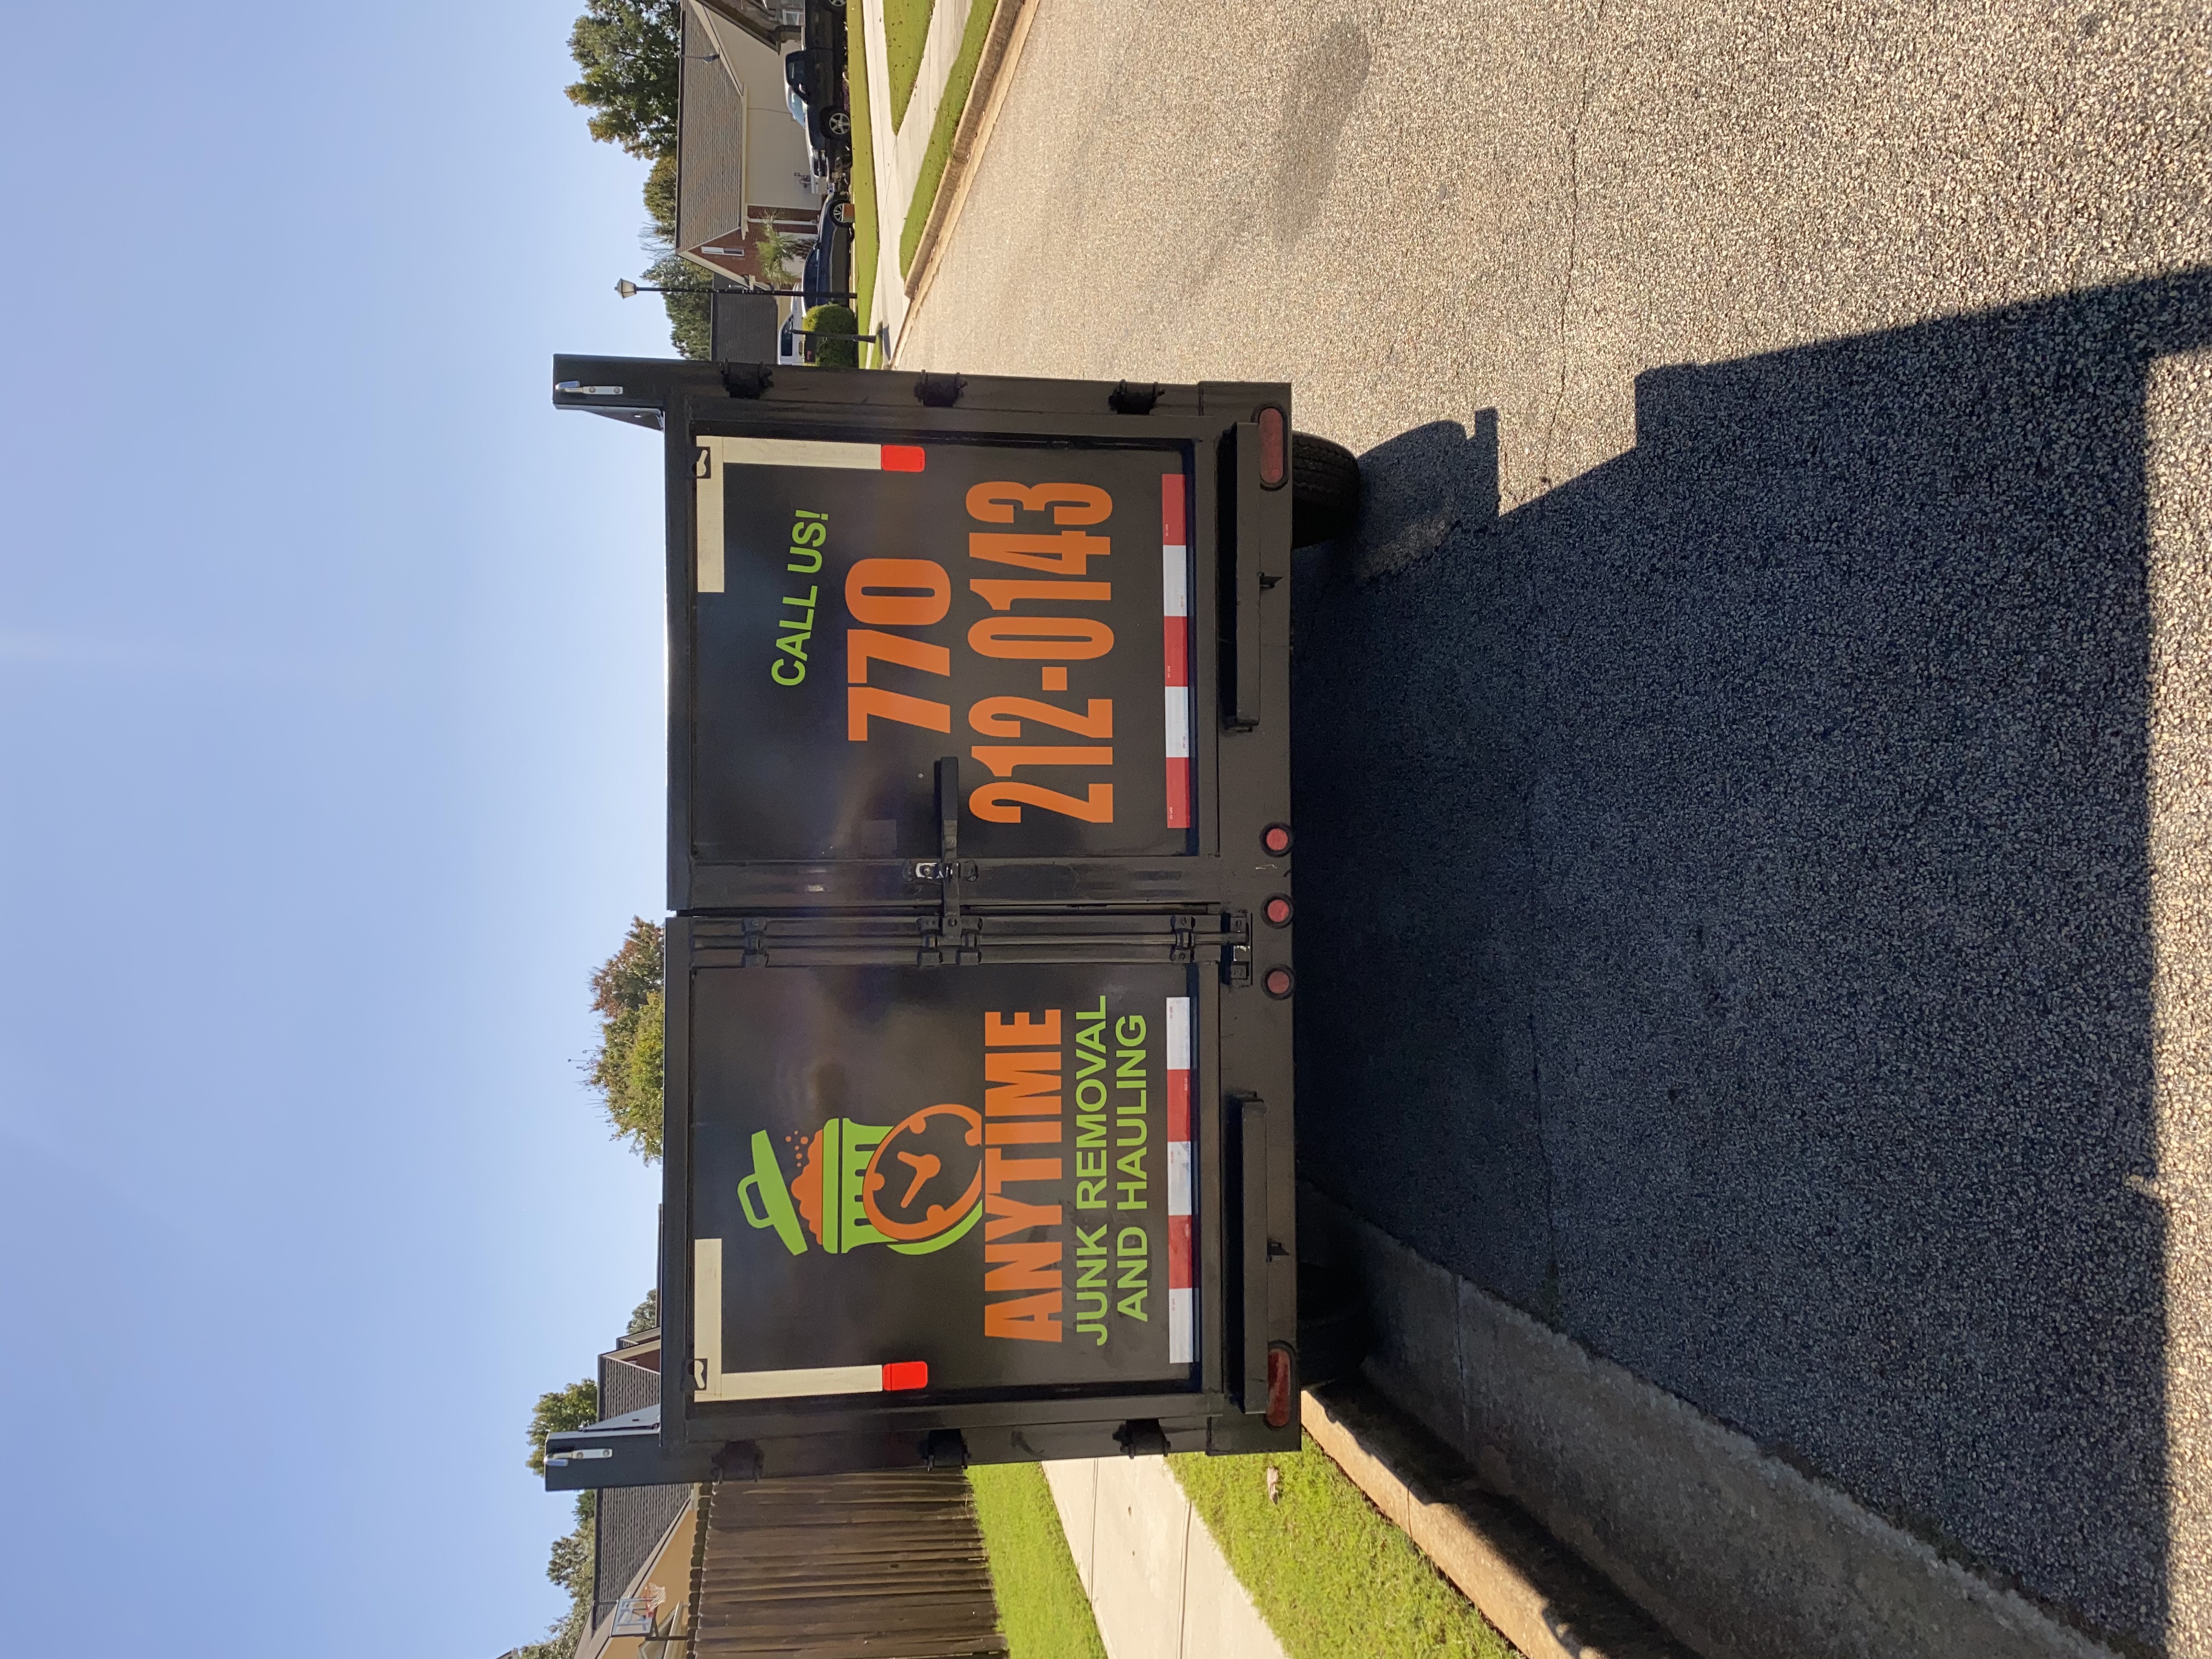 ANYTIME
JUNK REMOVAL
AND HAULING
CALL US!
770
212-0143